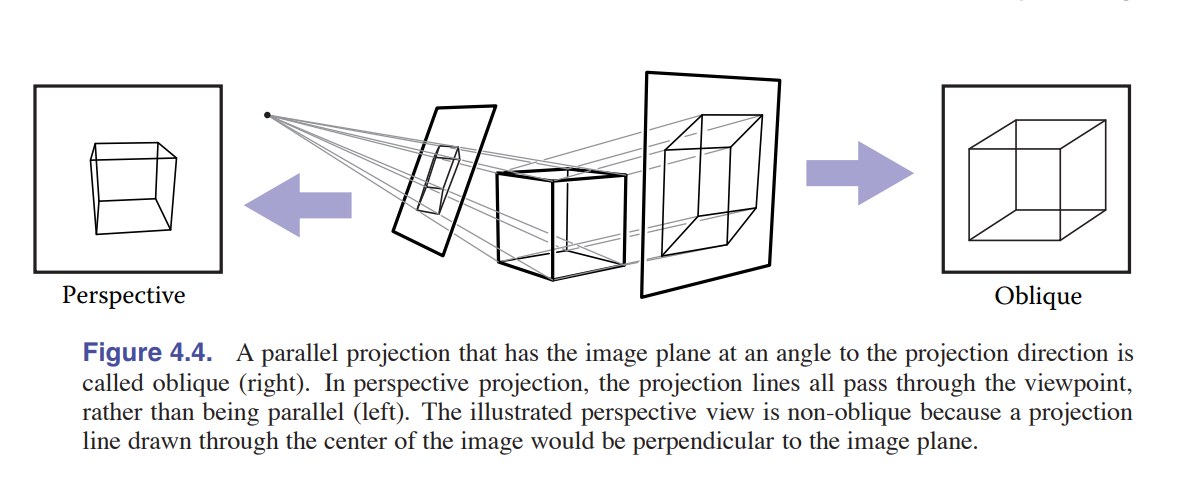 Perspective
Oblique
Figure 4.4. A parallel projection that has the image plane at an angle to the projection direction is
called oblique (right). In perspective projection, the projection lines all pass through the viewpoint,
rather than being parallel (left). The illustrated perspective view is non-oblique because a projection
line drawn through the center of the image would be perpendicular to the image plane.